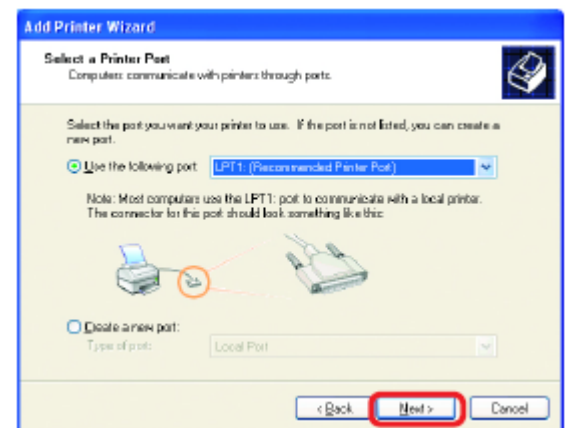 Add Printer Wizard
Select a Printer Port
Computers communicate with printers through ports.
Select the port you want your printer to use. If the port is not listed, you can create a
new port.
Use the following port: LPT1: (Recommended Printer Port)
Note: Most computers use the LPT1: port to communicate with a local printer.
The connector for this port should look something like this:
Create a new port:
Type of port: Local Port
< Back Next > Cancel